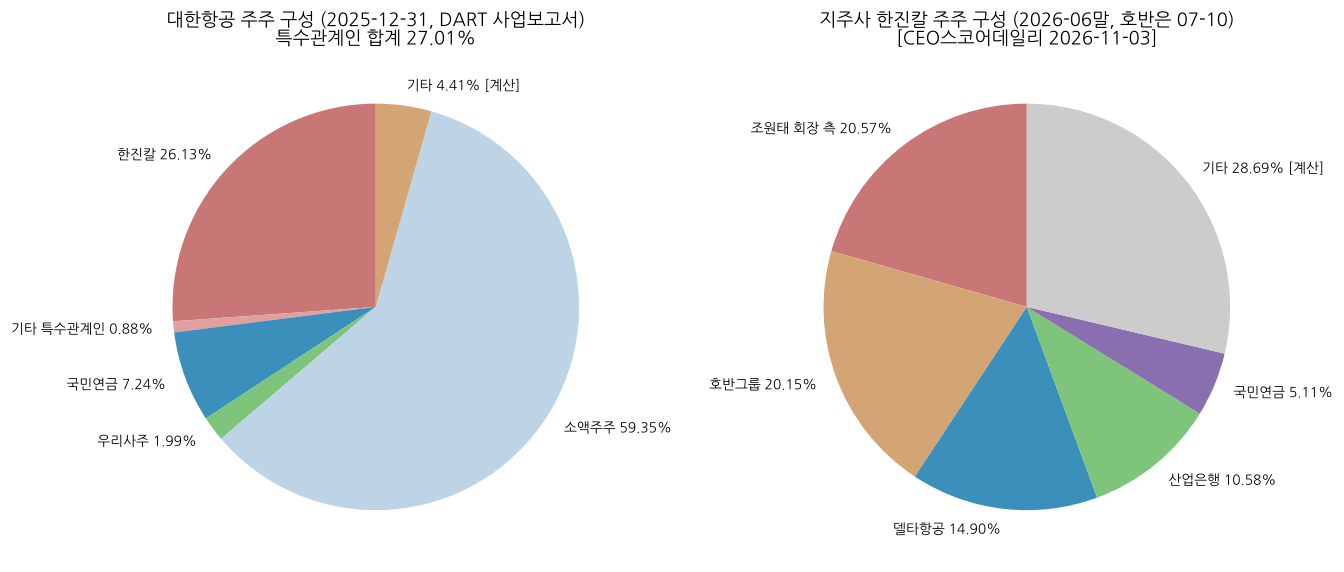 대한항공 주주 구성 (2025-12-31, DART 사업보고서)
특수관계인 합계 27.01%
기타 4.41% [계산]
한진칼 26.13%
기타 특수관계인 0.88%
국민연금 7.24%
우리사주 1.99%
소액주주 59.35%
지주사 한진칼 주주 구성 (2026-06말, 호반은 07-10)
[CEO스코어데일리 2026-11-03]
조원태 회장 측 20.57%
기타 28.69% [계산]
호반그룹 20.15%
국민연금 5.11%
산업은행 10.58%
델타항공 14.90%